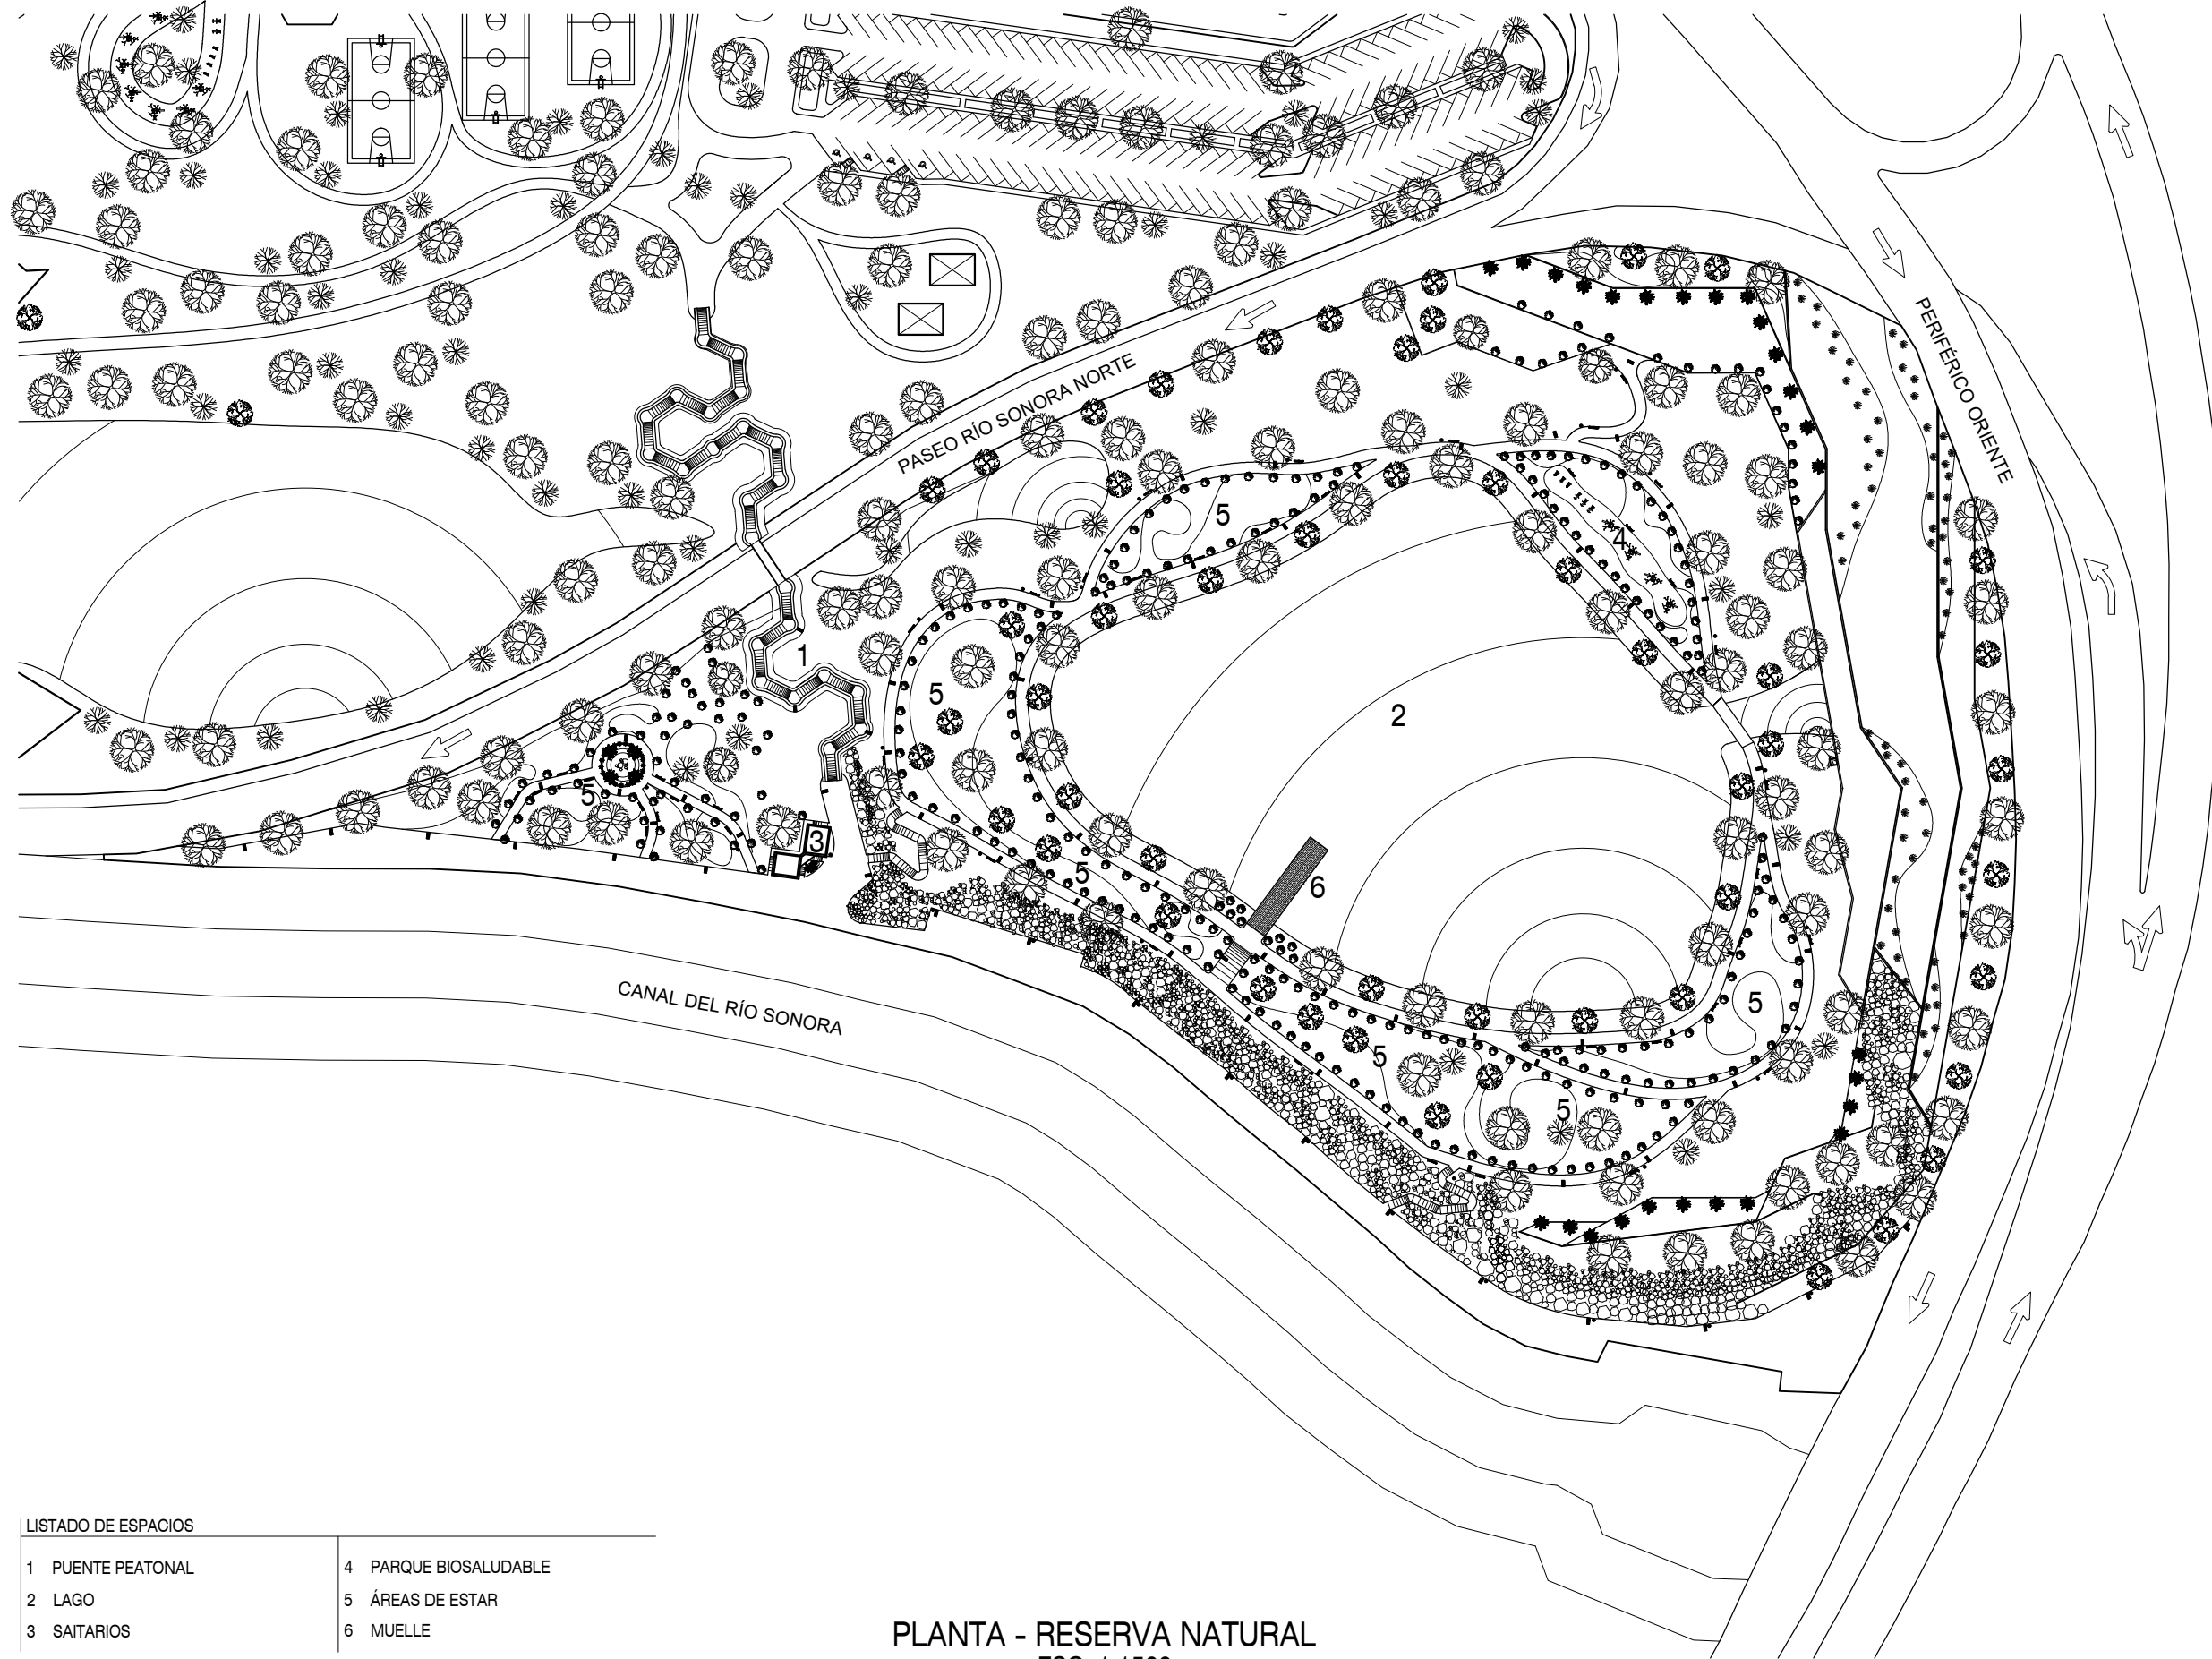 PERIFÉRICO ORIENTE
PASEO RÍO SONORA NORTE
5
4
1
5
2
5
3
5
6
5
CANAL DEL RÍO SONORA
5
5
LISTADO DE ESPACIOS
1 PUENTE PEATONAL
2 LAGO
3 SAITARIOS
4 PARQUE BIOSALUDABLE
5 ÁREAS DE ESTAR
6 MUELLE
PLANTA - RESERVA NATURAL